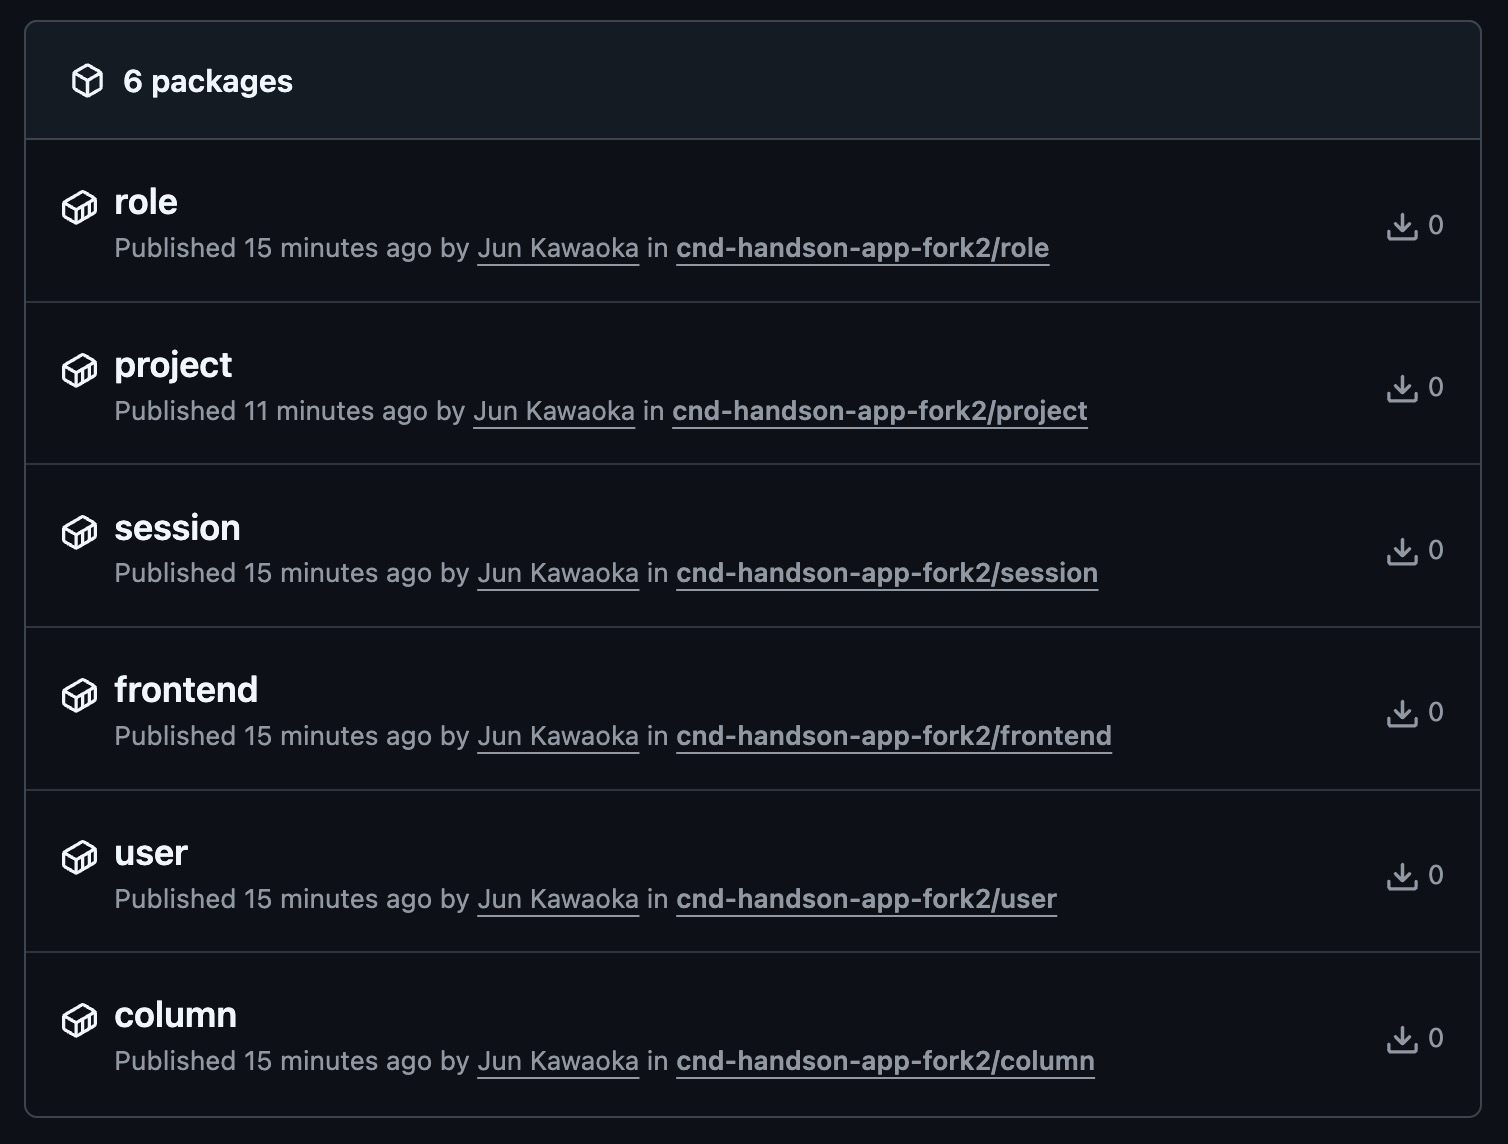 6 packages
role
Published 15 minutes ago by Jun Kawaoka in cnd-handson-app-fork2/role
0
project
Published 11 minutes ago by Jun Kawaoka in cnd-handson-app-fork2/project
0
session
Published 15 minutes ago by Jun Kawaoka in cnd-handson-app-fork2/session
0
frontend
Published 15 minutes ago by Jun Kawaoka in cnd-handson-app-fork2/frontend
0
user
Published 15 minutes ago by Jun Kawaoka in cnd-handson-app-fork2/user
0
column
Published 15 minutes ago by Jun Kawaoka in cnd-handson-app-fork2/column
0